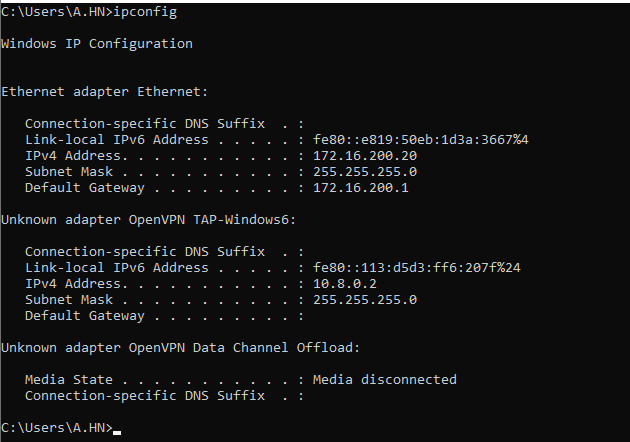 C:\Users\A.HN>ipconfig
Windows IP Configuration
Ethernet adapter Ethernet:
   Connection-specific DNS Suffix  . :
   Link-local IPv6 Address . . . . . : fe80::e819:50eb:1d3a:3667%4
   IPv4 Address. . . . . . . . . . . : 172.16.200.20
   Subnet Mask . . . . . . . . . . . : 255.255.255.0
   Default Gateway . . . . . . . . . : 172.16.200.1
Unknown adapter OpenVPN TAP-Windows6:
   Connection-specific DNS Suffix  . :
   Link-local IPv6 Address . . . . . : fe80::113:d5d3:ff6:207f%24
   IPv4 Address. . . . . . . . . . . : 10.8.0.2
   Subnet Mask . . . . . . . . . . . : 255.255.255.0
   Default Gateway . . . . . . . . . :
Unknown adapter OpenVPN Data Channel Offload:
   Media State . . . . . . . . . . . : Media disconnected
   Connection-specific DNS Suffix  . :
C:\Users\A.HN>